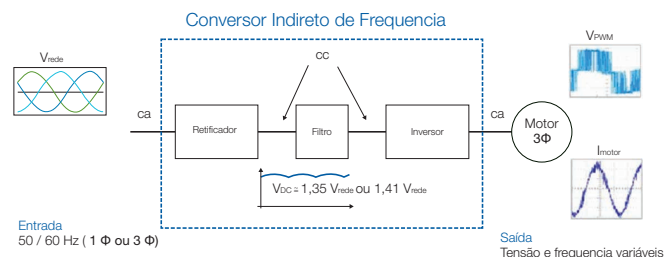 Conversor Indireto de Frequencia
Vrede
VPWM
cc
ca
Retificador
Filtro
Inversor
ca
Motor
3Φ
Imotor
VDC ≅ 1,35 Vrede ou 1,41 Vrede
Entrada
50 / 60 Hz ( 1 Φ ou 3 Φ)
Saída
Tensão e frequencia variáveis